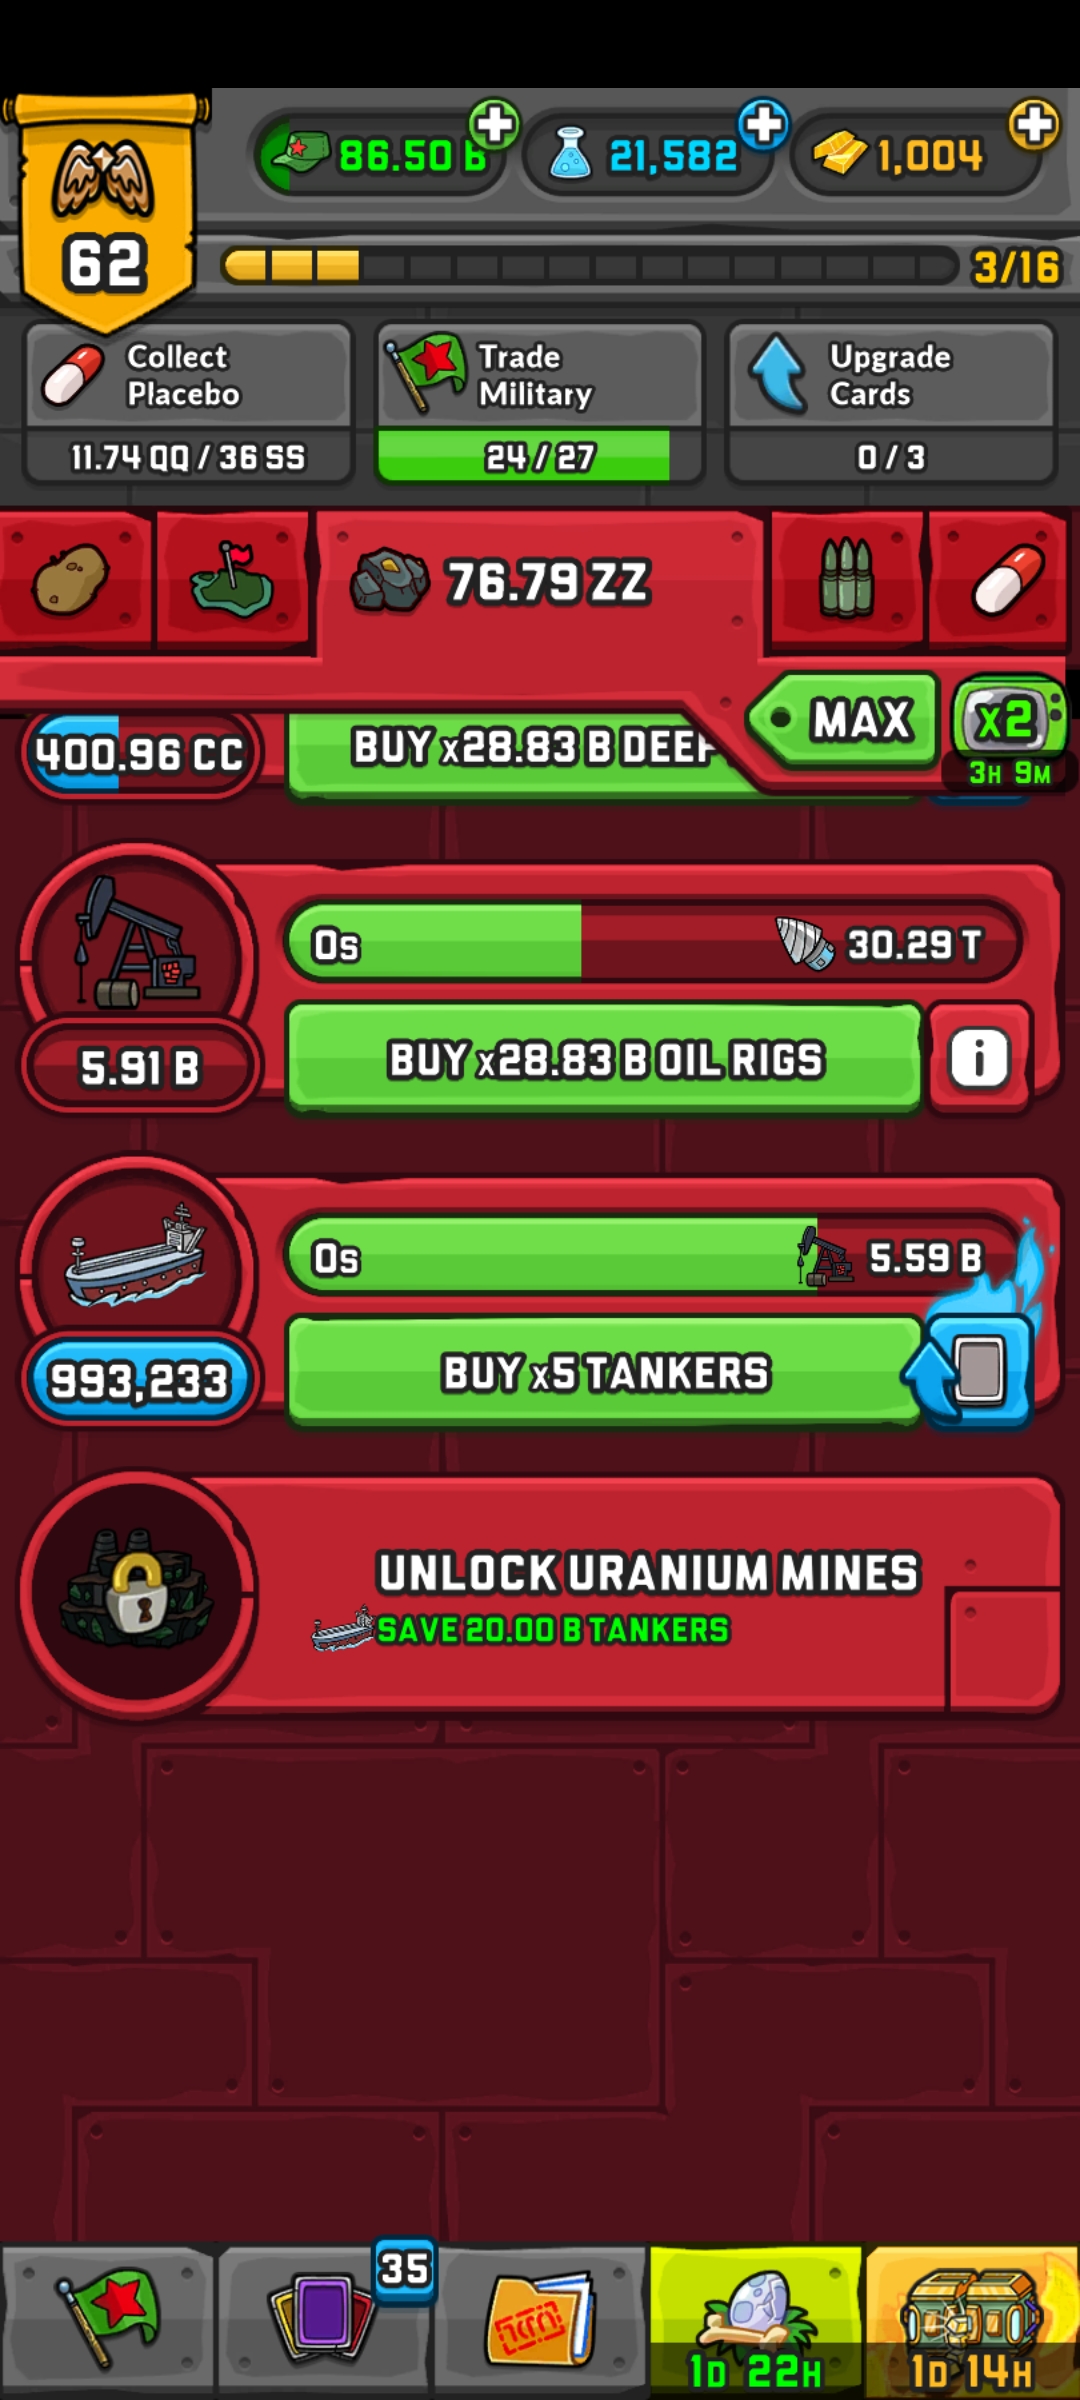 86.50 B
21,582
1,004
62
3/16
Collect
Placebo
11.74 QQ / 36 SS
Trade
Military
24 / 27
Upgrade
Cards
0 / 3
76.79 ZZ
MAX
x2
3H 9M
400.96 CC
BUY x28.83 B DEEP
0s
30.29 T
5.91 B
BUY x28.83 B OIL RIGS
i
0s
5.59 B
993,233
BUY x5 TANKERS
UNLOCK URANIUM MINES
SAVE 20.00 B TANKERS
35
1D 22H
1D 14H